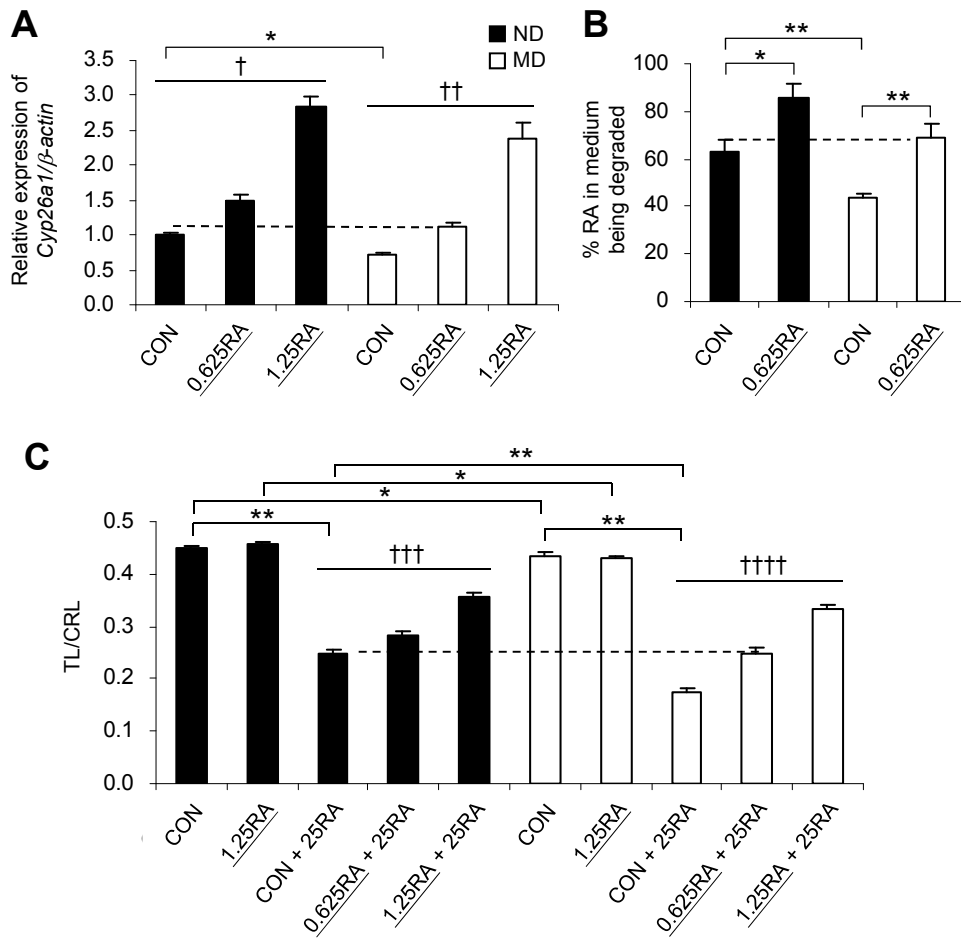 A
*
ND
MD
†
††
Relative expression of
Cyp26a1/β-actin
3.5
3.0
2.5
2.0
1.5
1.0
0.5
0.0
CON
0.625RA
1.25RA
CON
0.625RA
1.25RA
B
**
*
**
% RA in medium
being degraded
100
80
60
40
20
0
CON
0.625RA
CON
0.625RA
C
**
*
*
**
**
†††
††††
TL/CRL
0.5
0.4
0.3
0.2
0.1
0.0
CON
1.25RA
CON + 25RA
0.625RA + 25RA
1.25RA + 25RA
CON
1.25RA
CON + 25RA
0.625RA + 25RA
1.25RA + 25RA